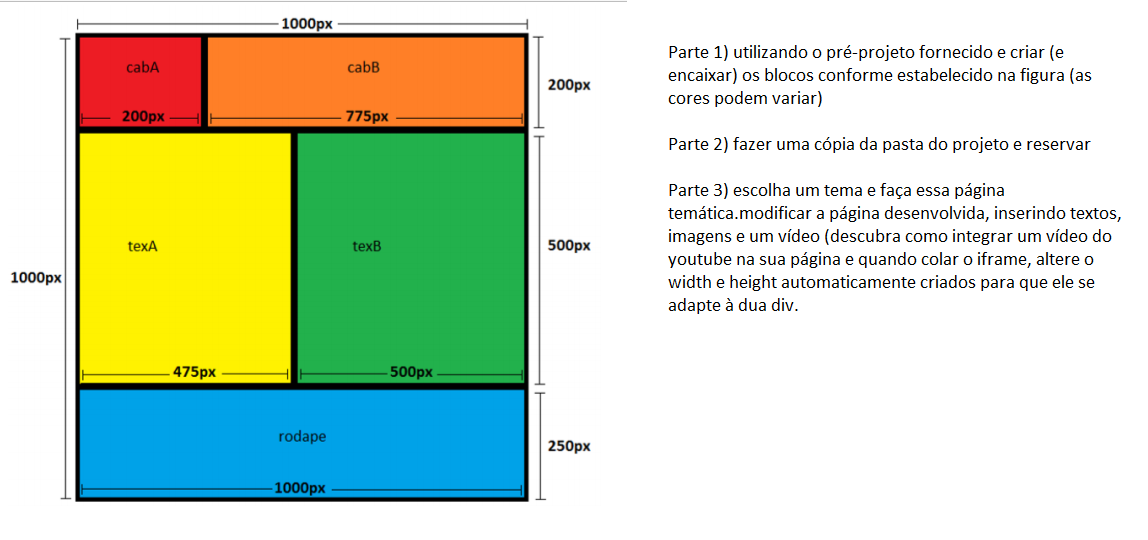 1000px
cabA
cabB
200px
200px
775px
Parte 1) utilizando o pré-projeto fornecido e criar (e
encaixar) os blocos conforme estabelecido na figura (as
cores podem variar)
Parte 2) fazer uma cópia da pasta do projeto e reservar
Parte 3) escolha um tema e faça essa página
temática.modificar a página desenvolvida, inserindo textos,
imagens e um vídeo (descubra como integrar um vídeo do
youtube na sua página e quando colar o iframe, altere o
width e height automaticamente criados para que ele se
adapte à dua div.
texA
texB
500px
1000px
475px
500px
rodape
250px
1000px